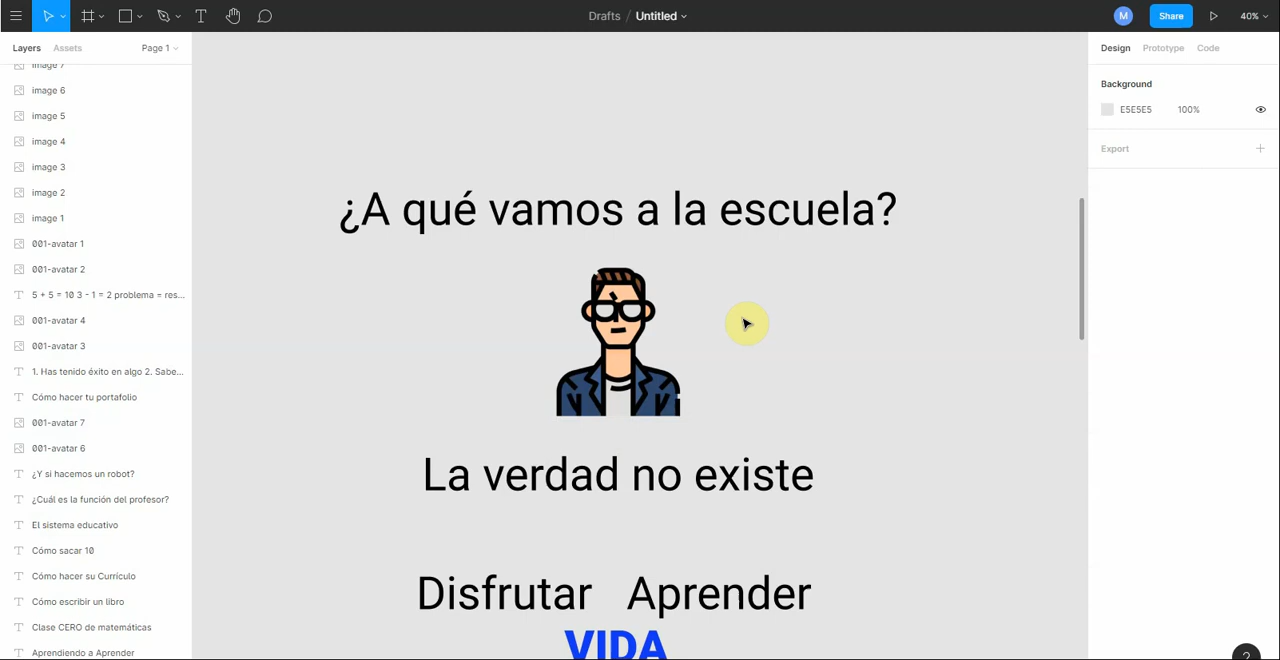 Drafts / Untitled
M
Share
40%
Layers
Assets
Page 1
Design
Prototype
Code
image 7
image 6
image 5
image 4
image 3
image 2
image 1
001-avatar 1
001-avatar 2
5 + 5 = 10 3 - 1 = 2 problema = res...
001-avatar 4
001-avatar 3
1. Has tenido éxito en algo 2. Sabe...
Cómo hacer tu portafolio
001-avatar 7
001-avatar 6
¿Y si hacemos un robot?
¿Cuál es la función del profesor?
El sistema educativo
Cómo sacar 10
Cómo hacer su Currículo
Cómo escribir un libro
Clase CERO de matemáticas
Aprendiendo a Aprender
¿A qué vamos a la escuela?
La verdad no existe
Disfrutar Aprender
VIDA
Background
E5E5E5 100%
Export
?